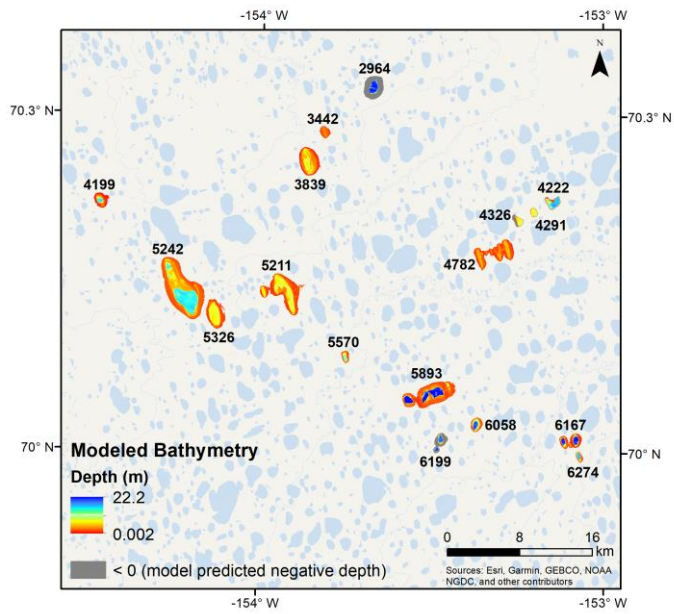 -154° W
-153° W
N
2964
70.3°
70.3°
3442
3839
4199
4222
4326
4291
5242
5211
4782
5326
5570
5893
6058
6167
70° N
70° N
6199
6274
Modeled Bathymetry
Depth (m)
22.2
0.002
< 0 (model predicted negative depth)
0 8 16
km
Sources: Esri, Garmin, GEBCO, NOAA
NGDC, and other contributors
-154° W
-153° W